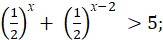 (1/2)^x + (1/2)^{x−2} > 5;